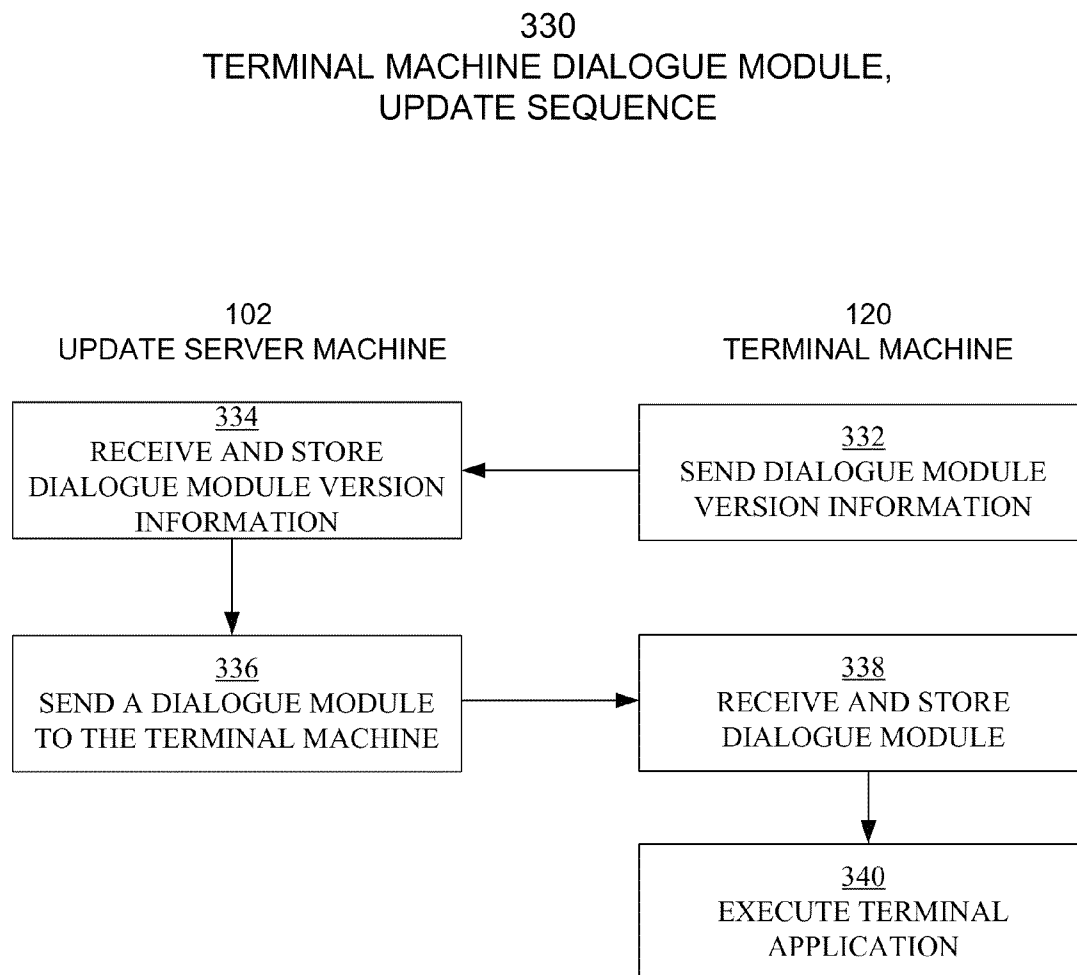 330
TERMINAL MACHINE DIALOGUE MODULE,
UPDATE SEQUENCE
102
UPDATE SERVER MACHINE
120
TERMINAL MACHINE
334
RECEIVE AND STORE
DIALOGUE MODULE VERSION
INFORMATION
332
SEND DIALOGUE MODULE
VERSION INFORMATION
336
SEND A DIALOGUE MODULE
TO THE TERMINAL MACHINE
338
RECEIVE AND STORE
DIALOGUE MODULE
340
EXECUTE TERMINAL
APPLICATION